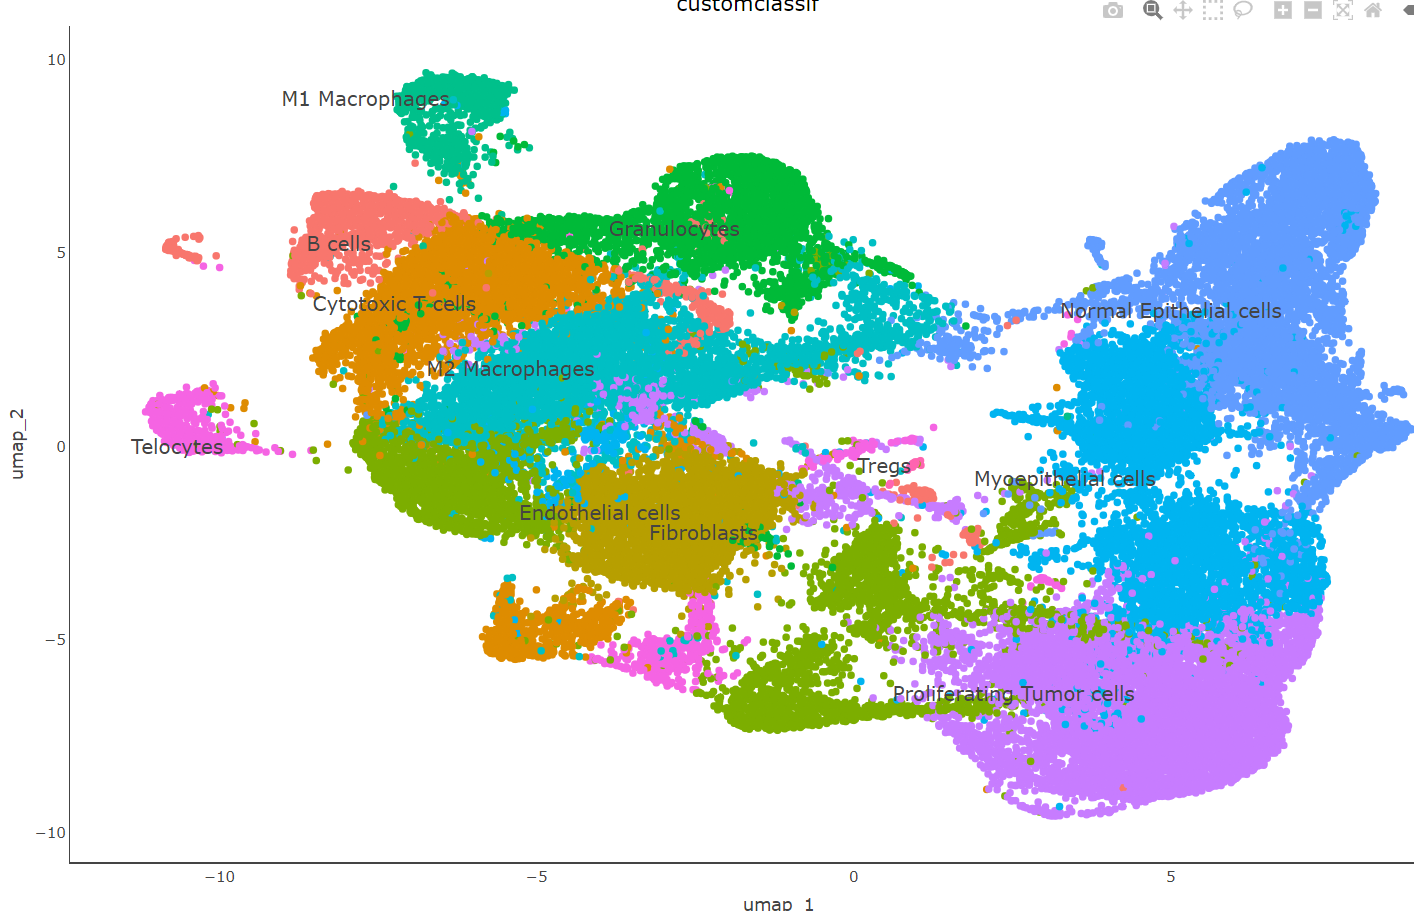 customclassif
10
M1 Macrophages
Granulocytes
5
B cells
Cytotoxic T cells
Normal Epithelial cells
M2 Macrophages
umap_2
0
Telocytes
Tregs
Myoepithelial cells
Endothelial cells
Fibroblasts
−5
Proliferating Tumor cells
−10
−10
−5
0
5
umap_1